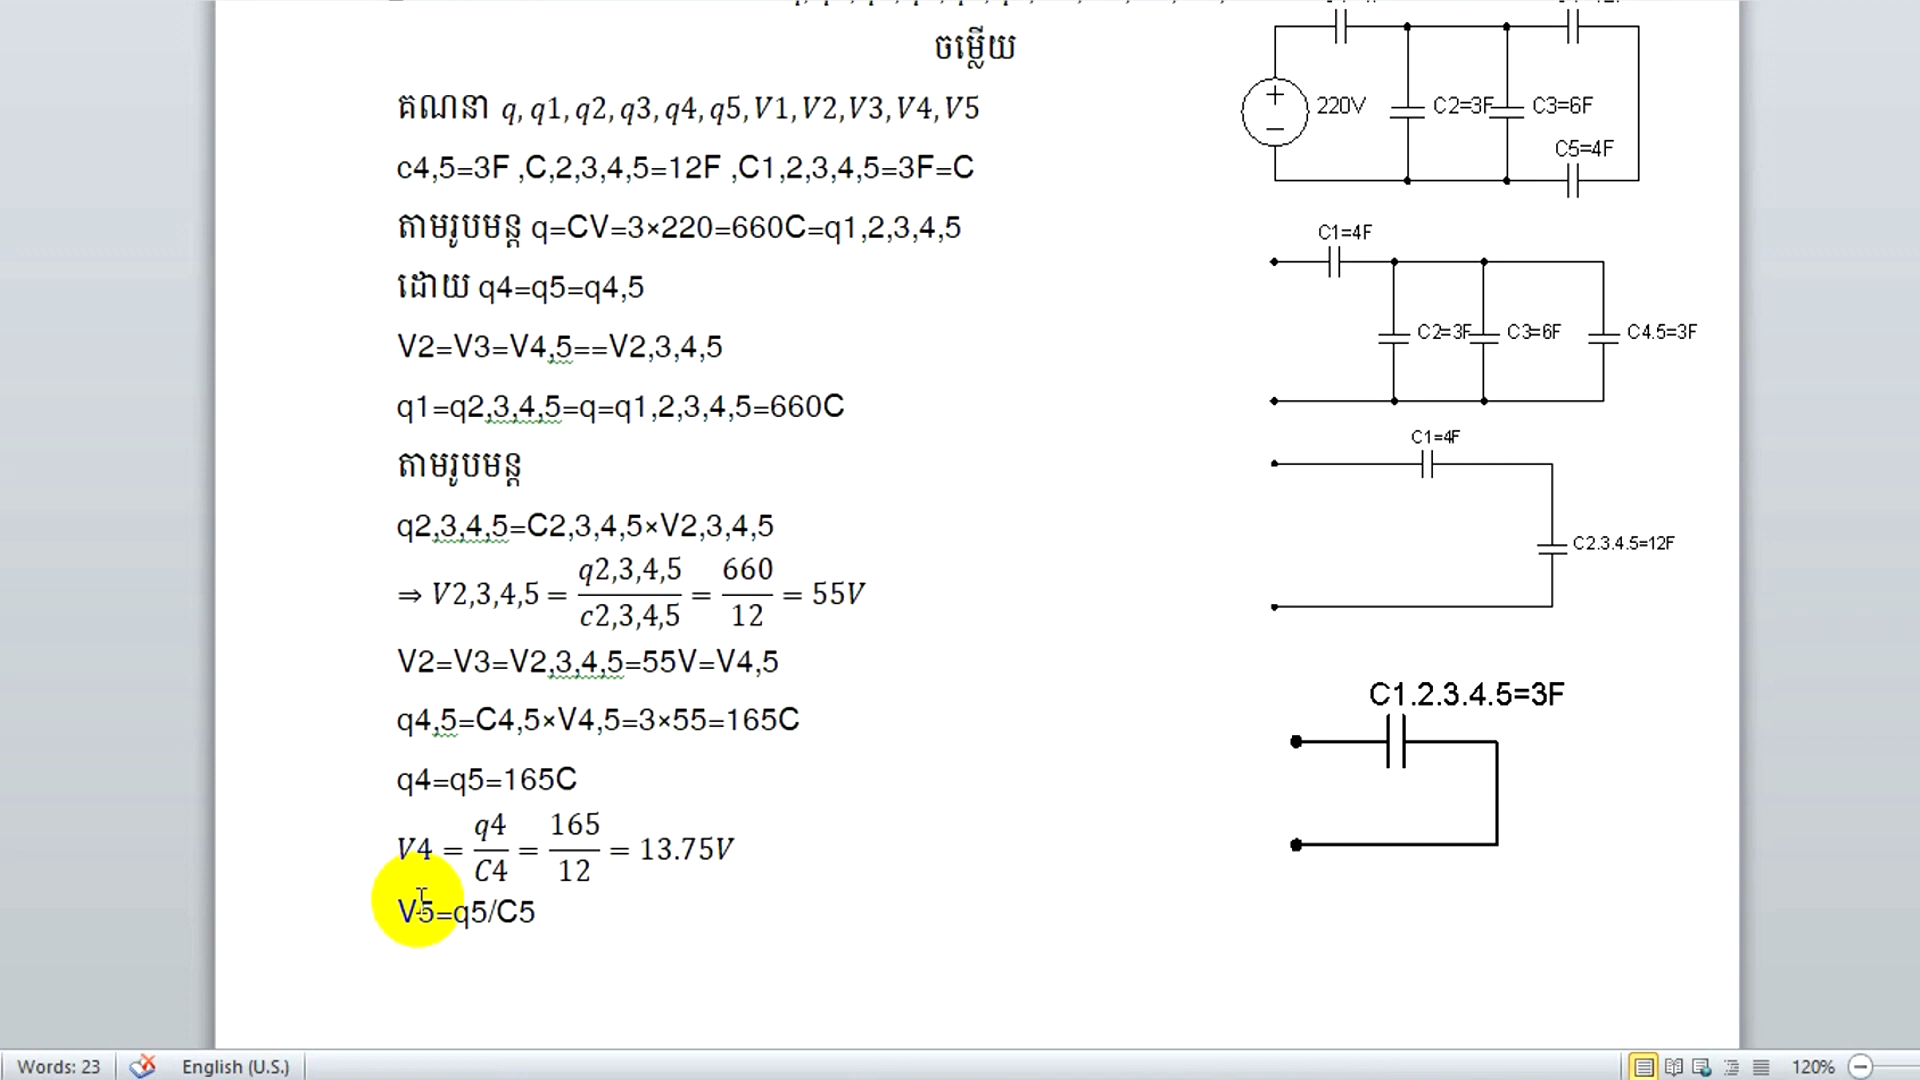 ចម្លើយ
គណនា q, q1, q2, q3, q4, q5, V1, V2, V3, V4, V5
c4,5=3F ,C,2,3,4,5=12F ,C1,2,3,4,5=3F=C
តាមរូបមន្ត q=CV=3×220=660C=q1,2,3,4,5
ដោយ q4=q5=q4,5
V2=V3=V4,5==V2,3,4,5
q1=q2,3,4,5=q=q1,2,3,4,5=660C
តាមរូបមន្ត
q2,3,4,5=C2,3,4,5×V2,3,4,5
⇒ V2,3,4,5 = q2,3,4,5/c2,3,4,5 = 660/12 = 55V
V2=V3=V2,3,4,5=55V=V4,5
q4,5=C4,5×V4,5=3×55=165C
q4=q5=165C
V4 = q4/C4 = 165/12 = 13.75V
V5=q5/C5
220V
C2=3F
C3=6F
C5=4F
C1=4F
C2=3F
C3=6F
C4.5=3F
C1=4F
C2.3.4.5=12F
C1.2.3.4.5=3F
Words: 23
English (U.S.)
120%